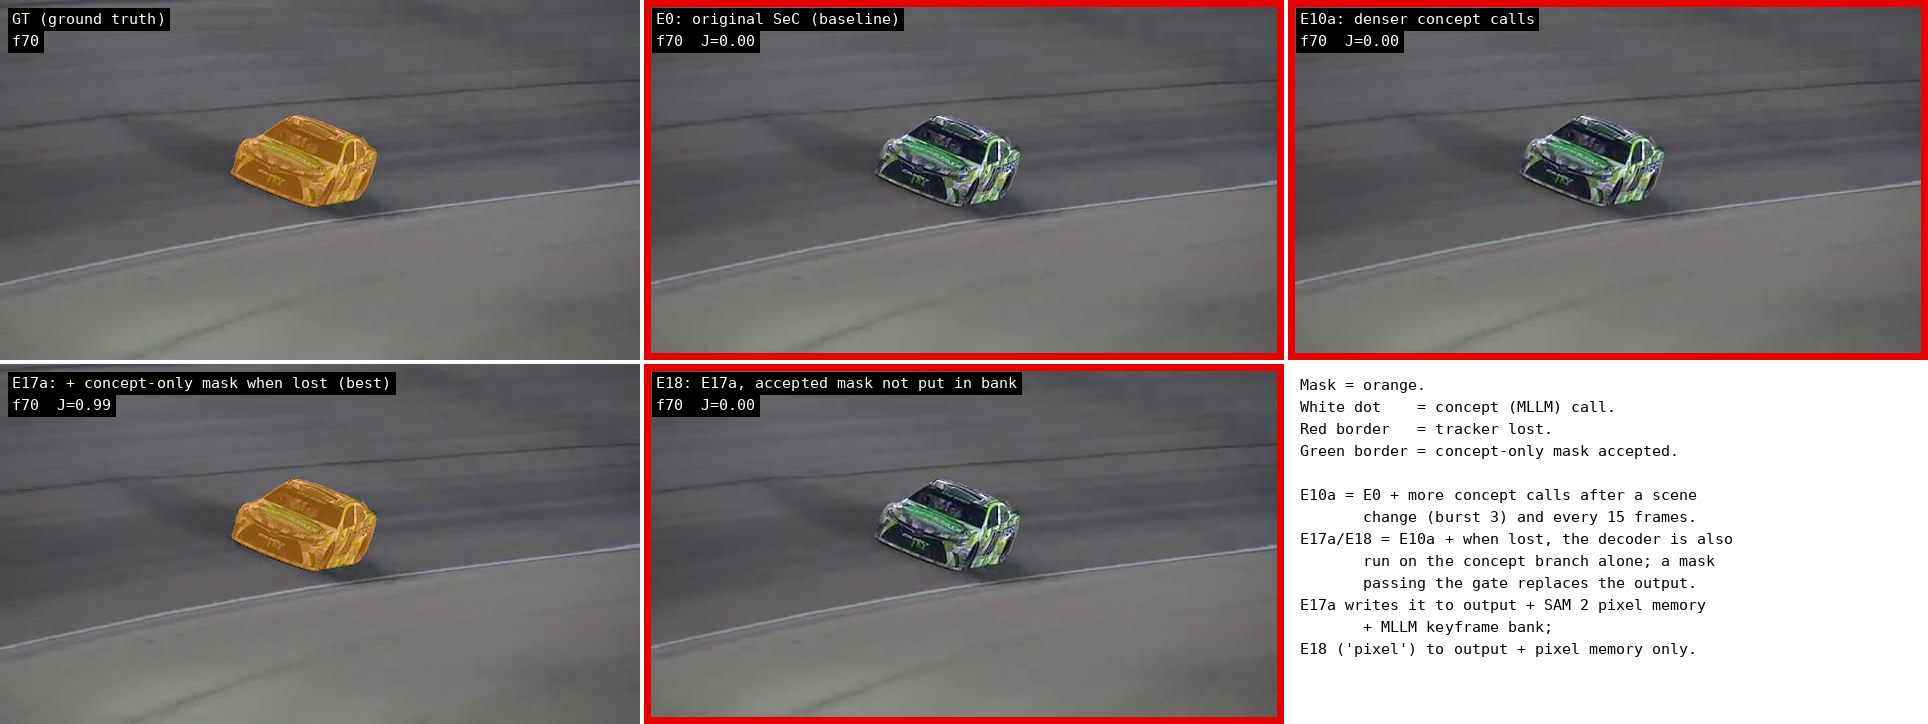 GT (ground truth)
f70
E0: original SeC (baseline)
f70  J=0.00
E10a: denser concept calls
f70  J=0.00
E17a: + concept-only mask when lost (best)
f70  J=0.99
E18: E17a, accepted mask not put in bank
f70  J=0.00
Mask = orange.
White dot    = concept (MLLM) call.
Red border   = tracker lost.
Green border = concept-only mask accepted.
E10a = E0 + more concept calls after a scene
change (burst 3) and every 15 frames.
E17a/E18 = E10a + when lost, the decoder is also
run on the concept branch alone; a mask
passing the gate replaces the output.
E17a writes it to output + SAM 2 pixel memory
+ MLLM keyframe bank;
E18 ('pixel') to output + pixel memory only.